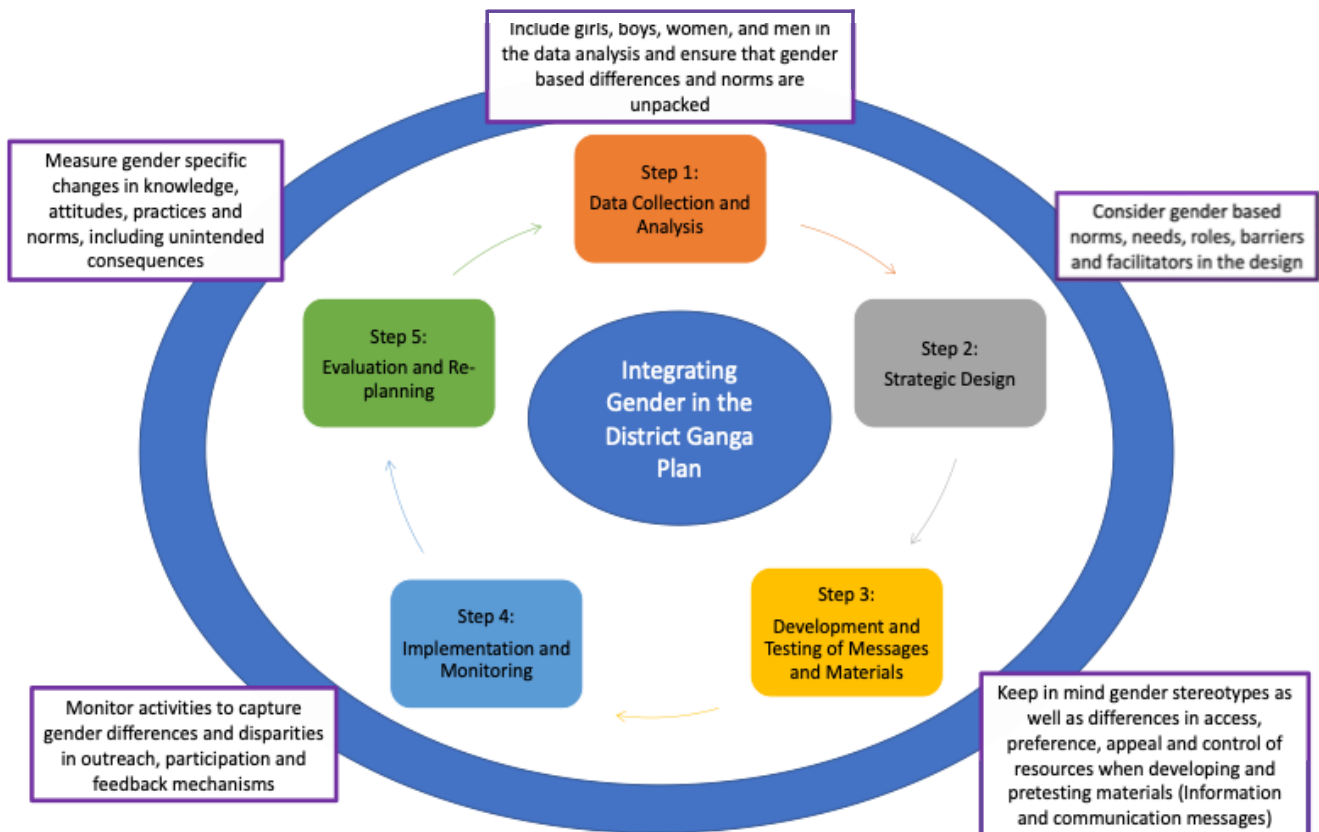 Include girls, boys, women, and men in
the data analysis and ensure that gender
based differences and norms are
unpacked
Measure gender specific
changes in knowledge,
attitudes, practices and
norms, including unintended
consequences
Step 1:
Data Collection and
Analysis
Consider gender based
norms, needs, roles, barriers
and facilitators in the design
Step 5:
Evaluation and Re-
planning
Step 2:
Strategic Design
Integrating
Gender in the
District Ganga
Plan
Step 4:
Implementation and
Monitoring
Step 3:
Development and
Testing of Messages
and Materials
Monitor activities to capture
gender differences and disparities
in outreach, participation and
feedback mechanisms
Keep in mind gender stereotypes as
well as differences in access,
preference, appeal and control of
resources when developing and
pretesting materials (Information
and communication messages)